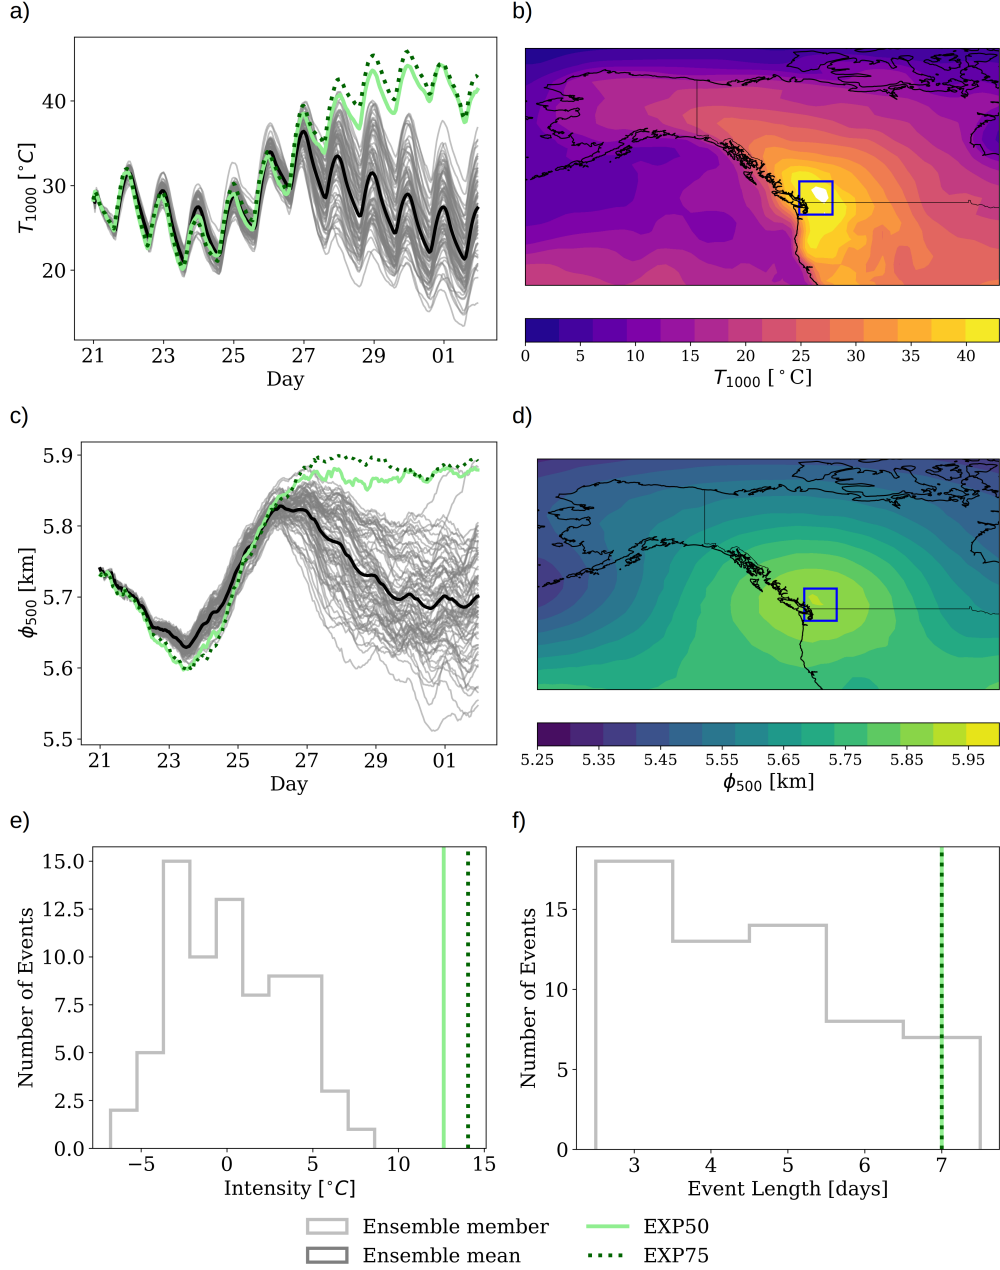 a)
T1000 [°C]
40
30
20
21 23 25 27 29 01
Day
b)
0 5 10 15 20 25 30 35 40
T1000 [°C]
c)
ϕ500 [km]
5.9
5.8
5.7
5.6
5.5
21 23 25 27 29 01
Day
d)
5.25 5.35 5.45 5.55 5.65 5.75 5.85 5.95
ϕ500 [km]
e)
Number of Events
15.0
12.5
10.0
7.5
5.0
2.5
0.0
−5 0 5 10 15
Intensity [°C]
f)
Number of Events
15
10
5
0
3 4 5 6 7
Event Length [days]
Ensemble member
Ensemble mean
EXP50
EXP75